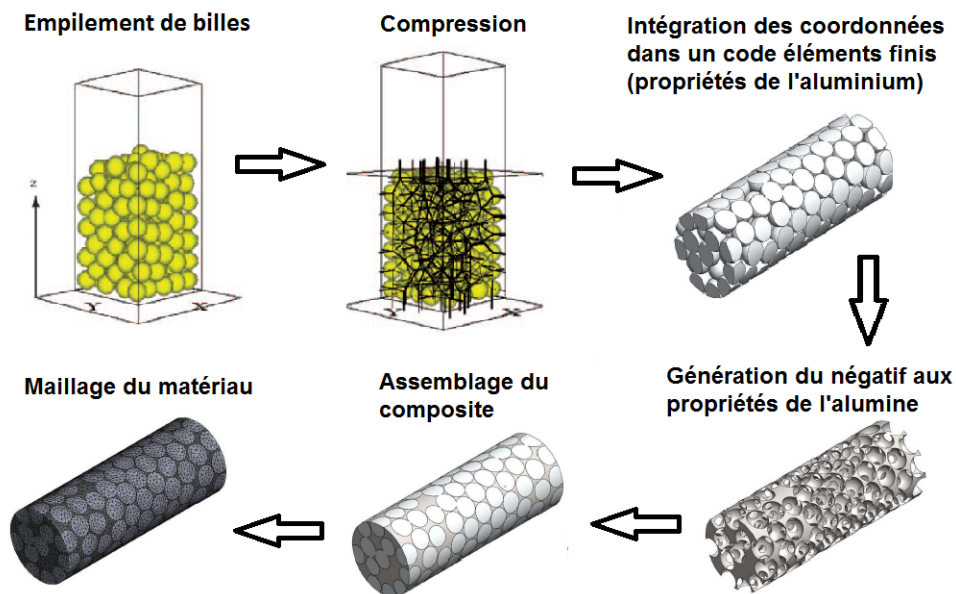 Empilement de billes
Compression
Intégration des coordonnées
dans un code éléments finis
(propriétés de l'aluminium)
z
Y
X
Y
X
Maillage du matériau
Assemblage du
composite
Génération du négatif aux
propriétés de l'alumine